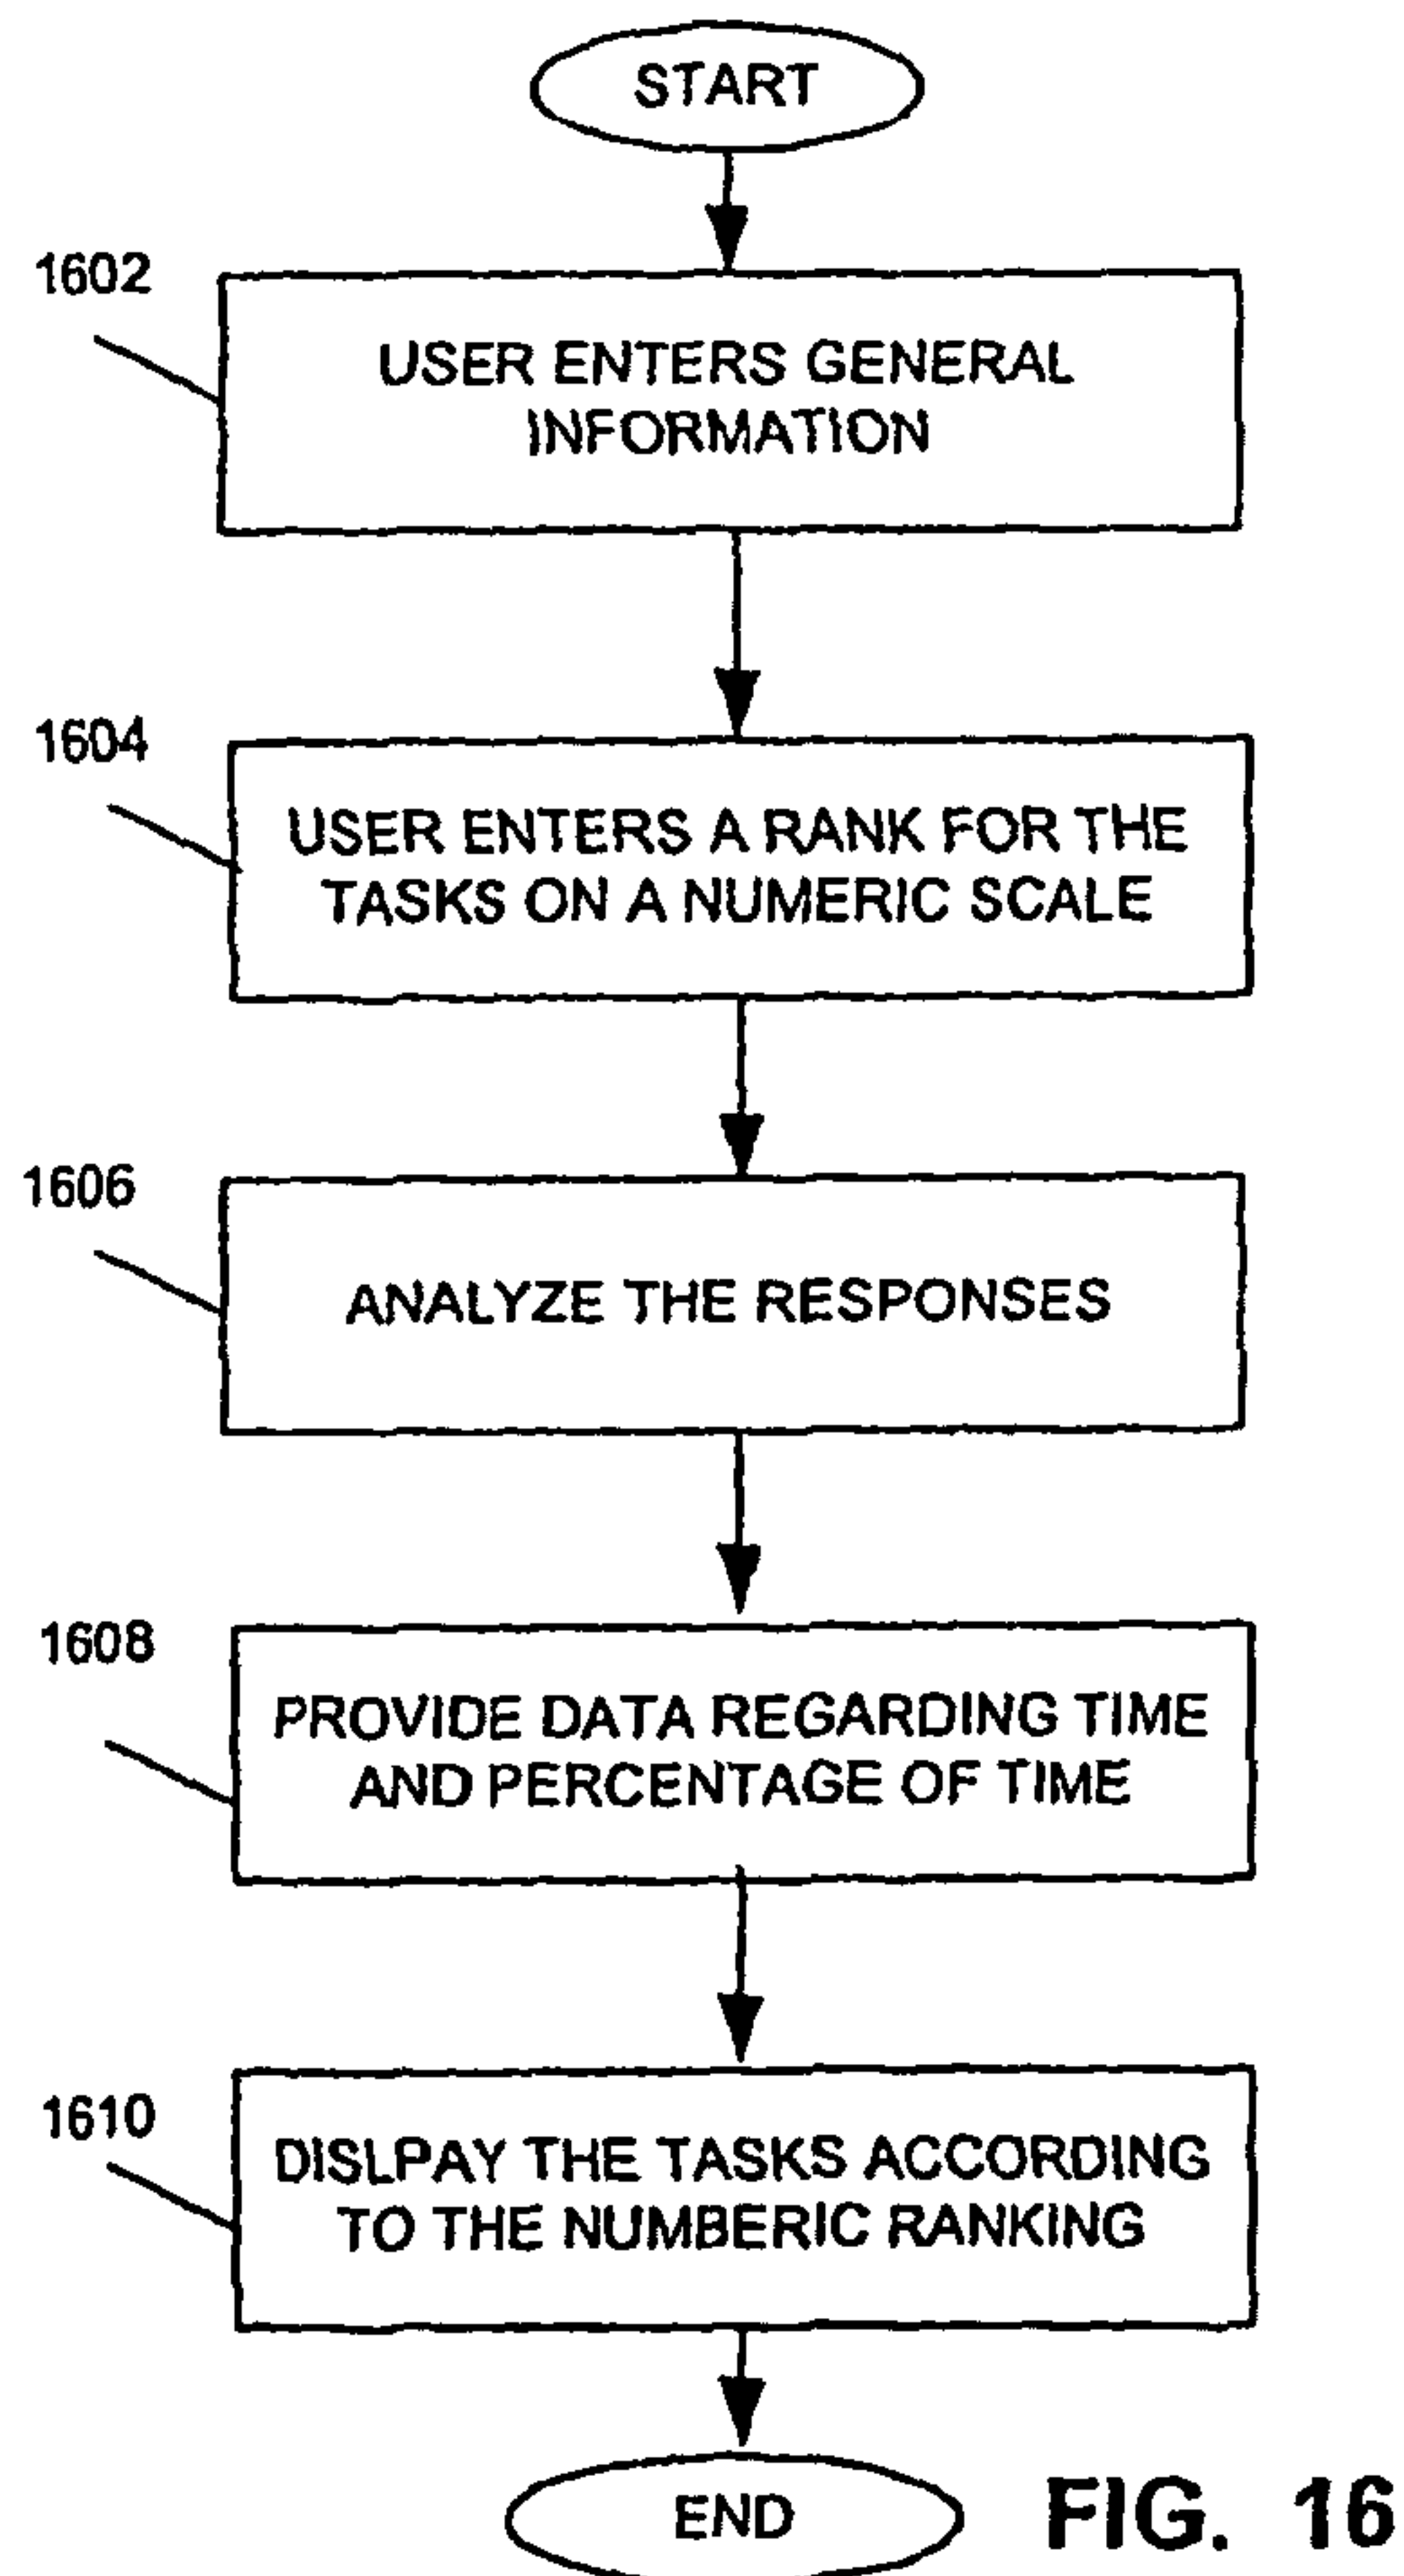 START
1602
USER ENTERS GENERAL
INFORMATION
1604
USER ENTERS A RANK FOR THE
TASKS ON A NUMERIC SCALE
1606
ANALYZE THE RESPONSES
1608
PROVIDE DATA REGARDING TIME
AND PERCENTAGE OF TIME
1610
DISLPAY THE TASKS ACCORDING
TO THE NUMBERIC RANKING
END
FIG. 16